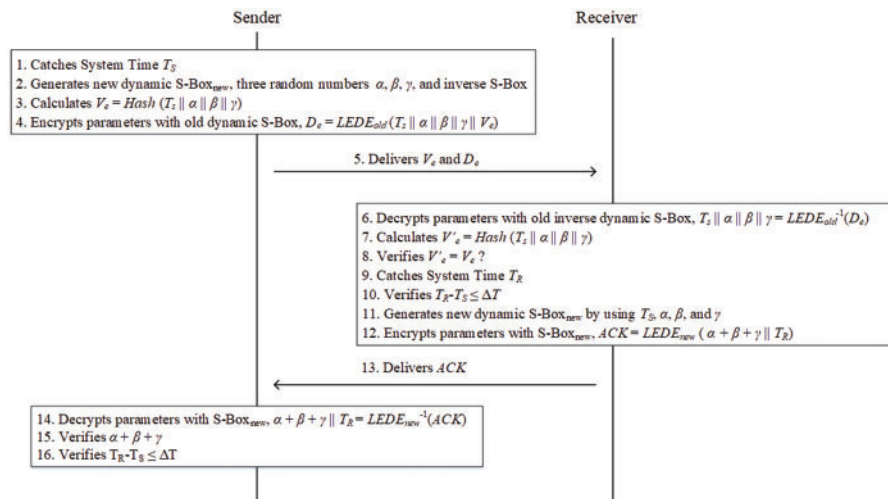 Sender Receiver
1. Catches System Time T_S
2. Generates new dynamic S-Box_new, three random numbers α, β, γ, and inverse S-Box
3. Calculates V_e = Hash (T_s || α || β || γ)
4. Encrypts parameters with old dynamic S-Box, D_e = LEDE_old (T_s || α || β || γ || V_e)
5. Delivers V_e and D_e
6. Decrypts parameters with old inverse dynamic S-Box, T_s || α || β || γ = LEDE_old^-1(D_e)
7. Calculates V'_e = Hash (T_s || α || β || γ)
8. Verifies V'_e = V_e ?
9. Catches System Time T_R
10. Verifies T_R-T_S ≤ ΔT
11. Generates new dynamic S-Box_new by using T_S, α, β, and γ
12. Encrypts parameters with S-Box_new, ACK = LEDE_new ( α + β + γ || T_R)
13. Delivers ACK
14. Decrypts parameters with S-Box_new, α + β + γ || T_R = LEDE_new^-1(ACK)
15. Verifies α + β + γ
16. Verifies T_R-T_S ≤ ΔT